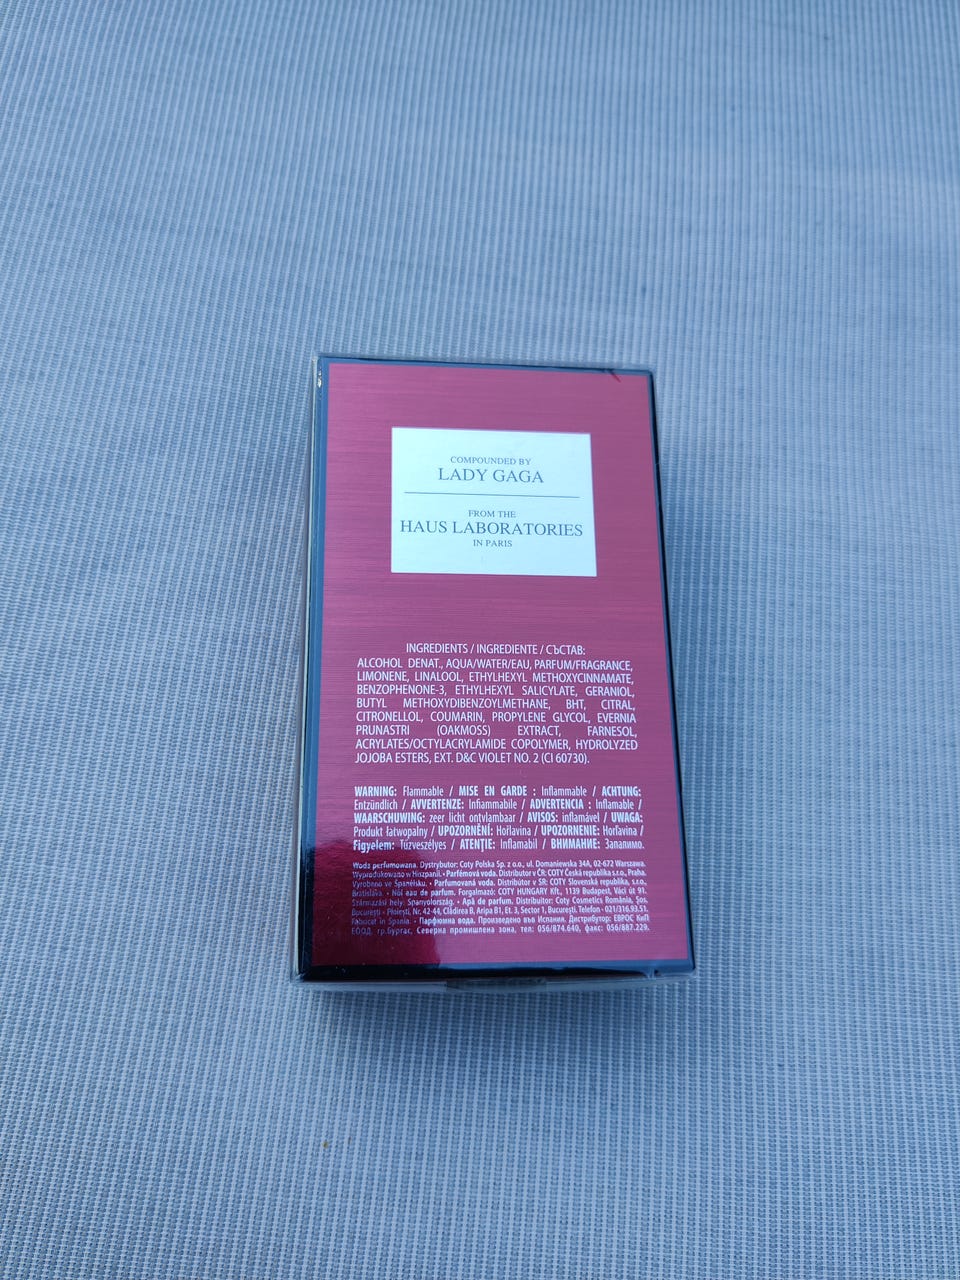 COMPOUNDED BY
LADY GAGA
FROM THE
HAUS LABORATORIES
IN PARIS
INGREDIENTS / INGREDIENTE / СЪСТАВ:
ALCOHOL DENAT., AQUA/WATER/EAU, PARFUM/FRAGRANCE,
LIMONENE, LINALOOL, ETHYLHEXYL METHOXYCINNAMATE,
BENZOPHENONE-3, ETHYLHEXYL SALICYLATE, GERANIOL,
BUTYL METHOXYDIBENZOYLMETHANE, BHT, CITRAL,
CITRONELLOL, COUMARIN, PROPYLENE GLYCOL, EVERNIA
PRUNASTRI (OAKMOSS) EXTRACT, FARNESOL,
ACRYLATES/OCTYLACRYLAMIDE COPOLYMER, HYDROLYZED
JOJOBA ESTERS, EXT. D&C VIOLET NO. 2 (CI 60730).
WARNING: Flammable / MISE EN GARDE : Inflammable / ACHTUNG:
Entzündlich / AVVERTENZE: Infiammabile / ADVERTENCIA : Inflamable /
WAARSCHUWING: zeer licht ontvlambaar / AVISOS: inflamável / UWAGA:
Produkt łatwopalny / UPOZORNĚNÍ: Hořlavina / UPOZORNENIE: Horľavina /
Figyelem: Tűzveszélyes / ATENŢIE: Inflamabil / ВНИМАНИЕ: Запалимо.
Woda perfumowana. Dystrybutor: Coty Polska Sp. z o.o., ul. Domaniewska 34A, 02-672 Warszawa.
Wyprodukowano w Hiszpanii. • Parfémová voda. Distributor v ČR: COTY Česká republika s.r.o., Praha.
Vyrobeno ve Španělsku. • Parfumovaná voda. Distribútor v SR: COTY Slovenská republika, s.r.o.,
Bratislava. • Női eau de parfum. Forgalmazó: COTY HUNGARY Kft., 1139 Budapest, Váci út 91.
Származási hely: Spanyolország. • Apă de parfum. Distribuitor: Coty Cosmetics România, Şos.
Bucureşti - Ploieşti, Nr. 42-44, Clădirea B, Aripa B1, Et. 3, Sector 1, Bucureşti. Telefon - 021/316.93.51.
Fabricat in Spania. • Парфюмна вода. Произведено във Испания. Дистрибутор: ЕВРОС КиП
ЕООД, гр.Бургас, Северна промишлена зона, тел: 056/874.640, факс: 056/887.229.